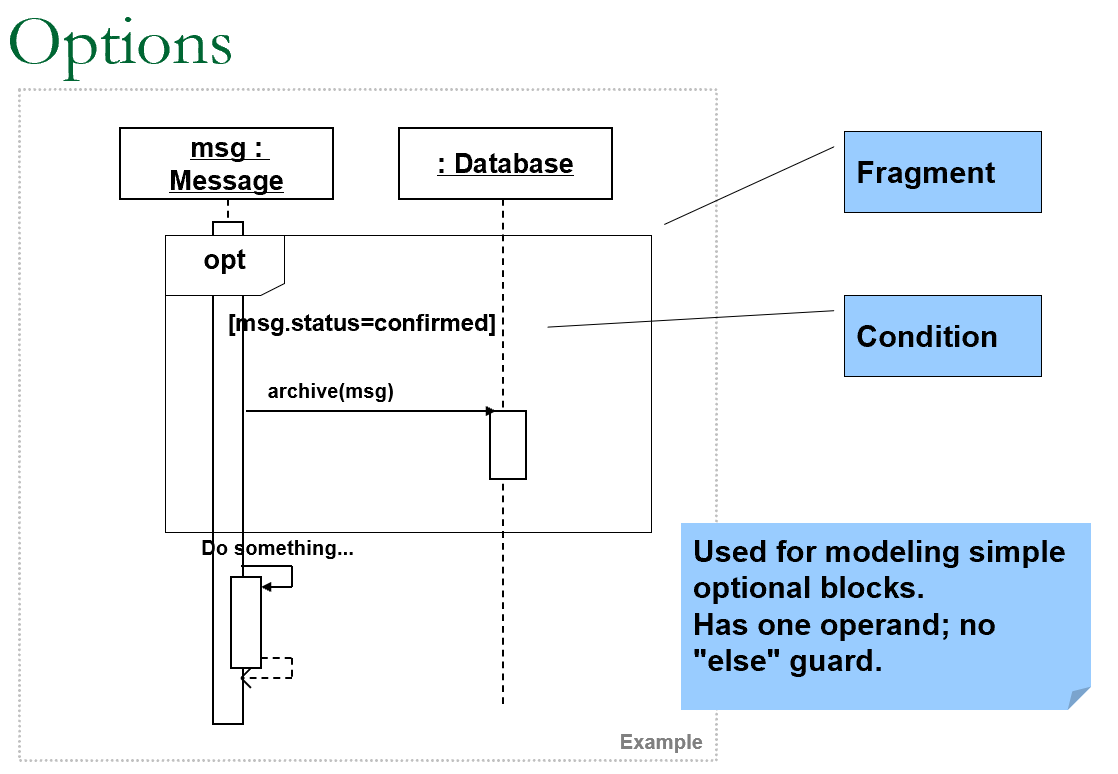 Options
msg :
Message
: Database
Fragment
opt
[msg.status=confirmed]
Condition
archive(msg)
Do something...
Used for modeling simple
optional blocks.
Has one operand; no
"else" guard.
Example